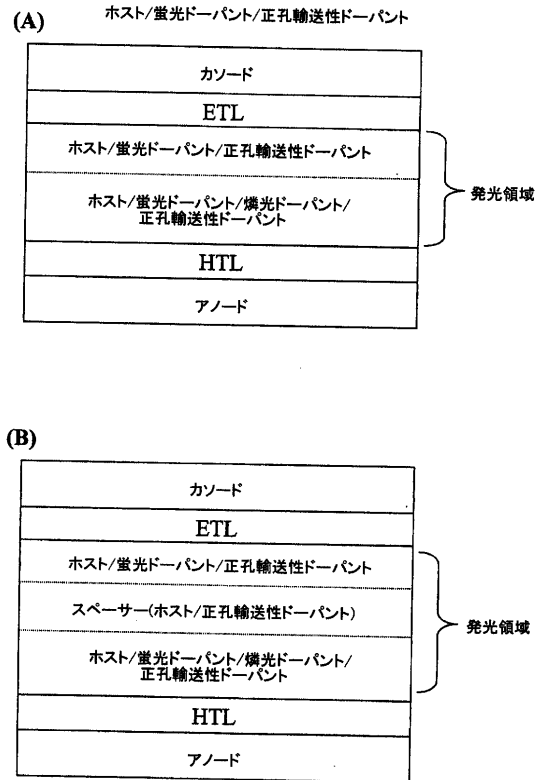 (A)
ホスト/蛍光ドーパント/正孔輸送性ドーパント
カソード
ETL
ホスト/蛍光ドーパント/正孔輸送性ドーパント
ホスト/蛍光ドーパント/燐光ドーパント/
正孔輸送性ドーパント
発光領域
HTL
アノード
(B)
カソード
ETL
ホスト/蛍光ドーパント/正孔輸送性ドーパント
スペーサー(ホスト/正孔輸送性ドーパント)
ホスト/蛍光ドーパント/燐光ドーパント/
正孔輸送性ドーパント
発光領域
HTL
アノード